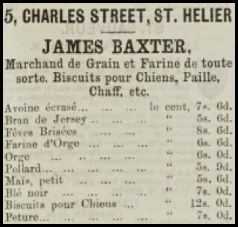 5, CHARLES STREET, ST. HELIER
JAMES BAXTER,
Marchand de Grain et Farine de toute
sorte. Biscuits pour Chiens, Paille,
Chaff, etc.
Avoine écrasé... ... ... le cent, 7s. 6d.
Bran de Jersey... ... ... " 5s. 6d.
Fêves Brisées ... ... " 8s. 6d.
Farine d'Orge ... ... ... " 6s. 6d.
Orge ... ... ... ... " 6s. 0d.
Pollard... ... ... ... " 5s. 9d.
Maïs, petit ... ... ... " 5s. 6d.
Blé noir ... ... ... ... " 7s. 0d.
Biscuits pour Chiens ... " 12s. 0d.
Peture... ... ... ... " 7s. 0d.